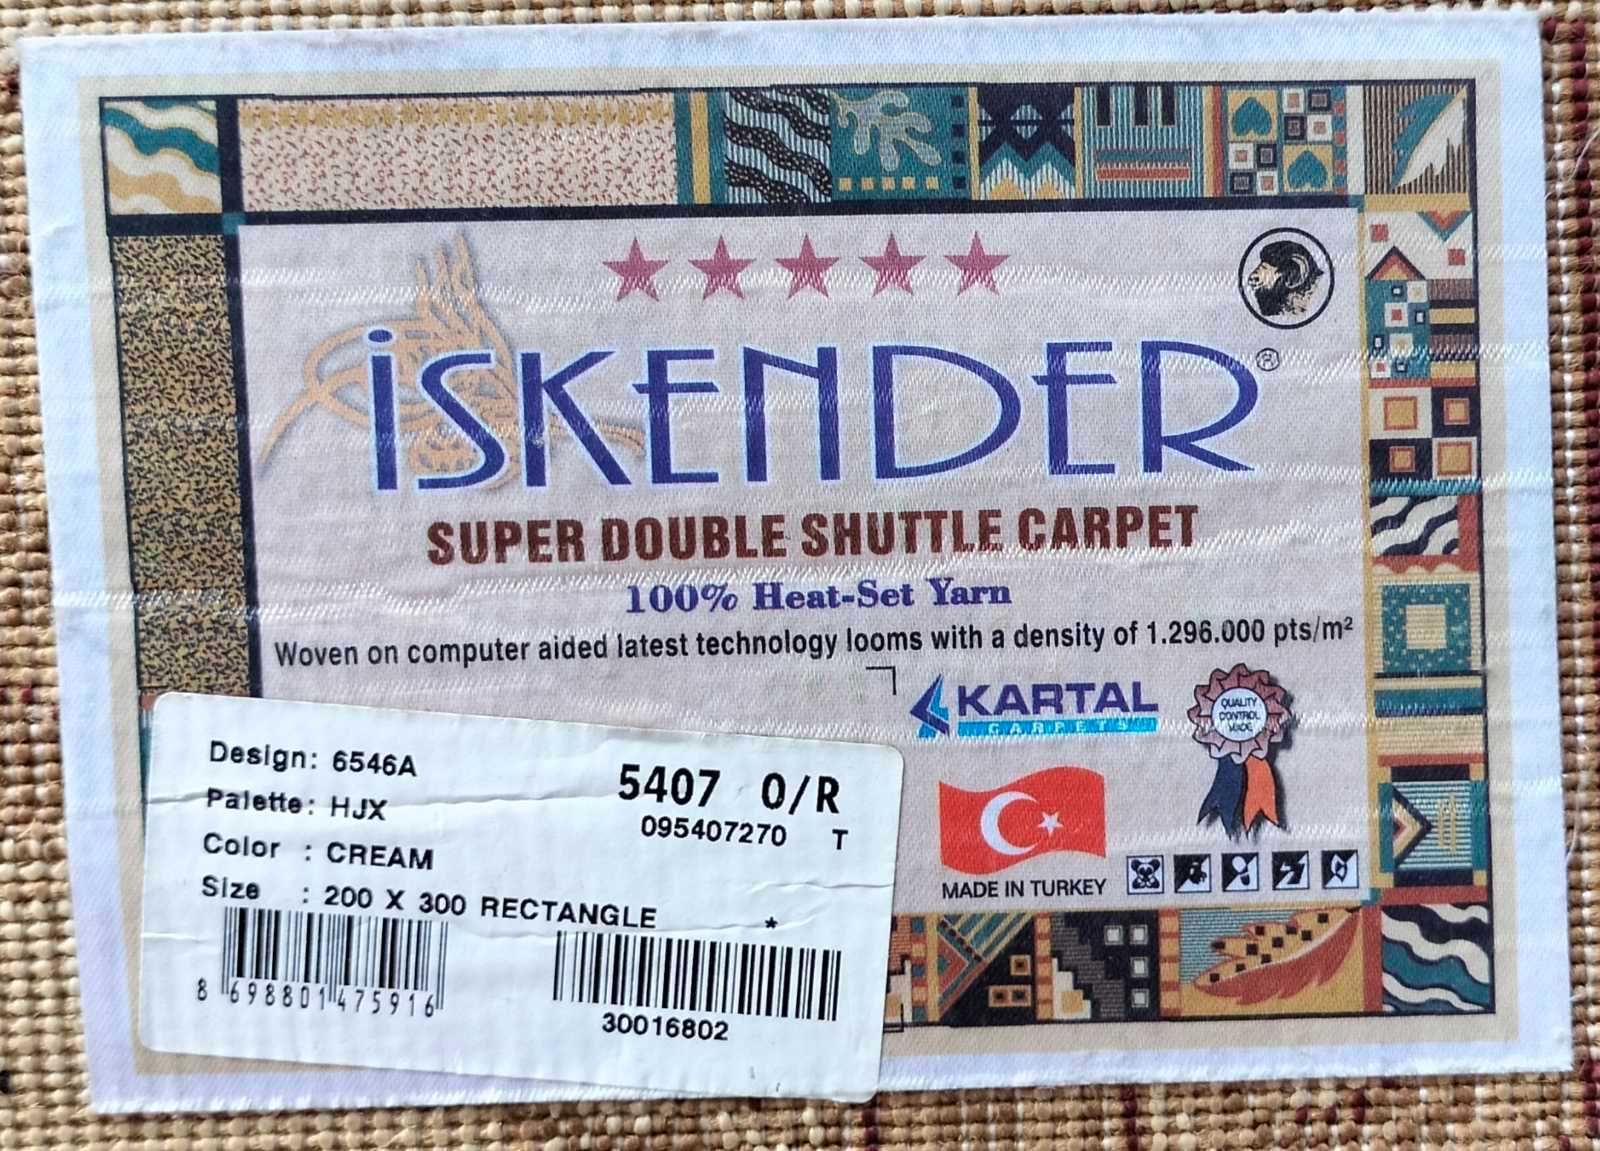 İSKENDER®
SUPER DOUBLE SHUTTLE CARPET
100% Heat-Set Yarn
Woven on computer aided latest technology looms with a density of 1.296.000 pts/m²
KARTAL
CARPETS
QUALITY
CONTROL
MADE
MADE IN TURKEY
Design: 6546A
5407 O/R
Palette: HJX
095407270 T
Color : CREAM
Size : 200 X 300 RECTANGLE *
8 698801 475916
30016802